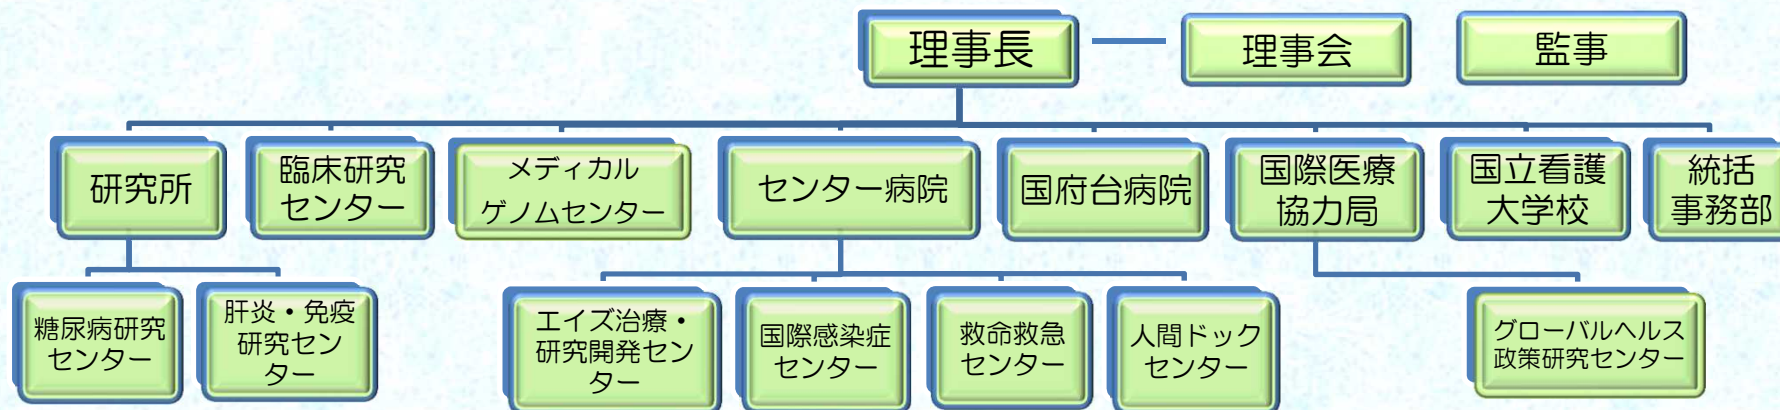 理事長
理事会
監事
研究所
臨床研究
センター
メディカル
ゲノムセンター
センター病院
国府台病院
国際医療
協力局
国立看護
大学校
統括
事務部
糖尿病研究
センター
肝炎・免疫
研究セン
ター
エイズ治療・
研究開発セン
ター
国際感染症
センター
救命救急
センター
人間ドック
センター
グローバルヘルス
政策研究センター